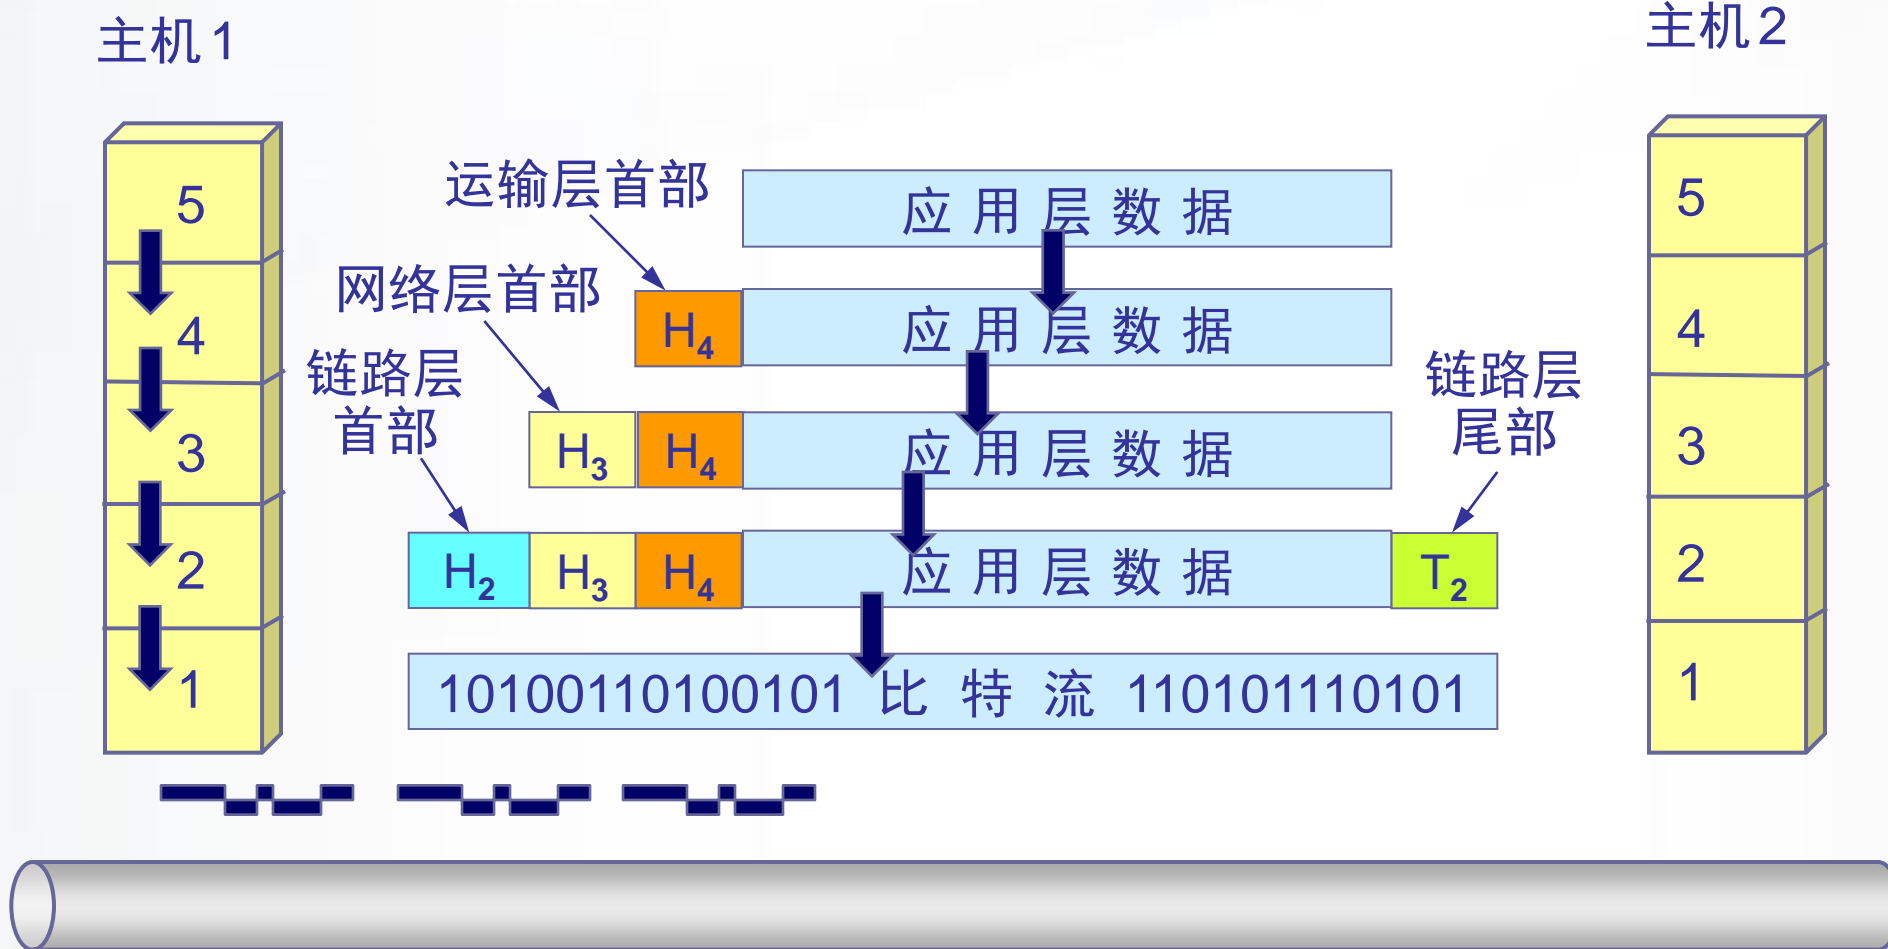 主机1
主机2
5
4
3
2
1
运输层首部
应用层数据
网络层首部
H4
应用层数据
链路层
首部
H3
H4
应用层数据
链路层
尾部
H2
H3
H4
应用层数据
T2
10100110100101 比特流 110101110101
5
4
3
2
1